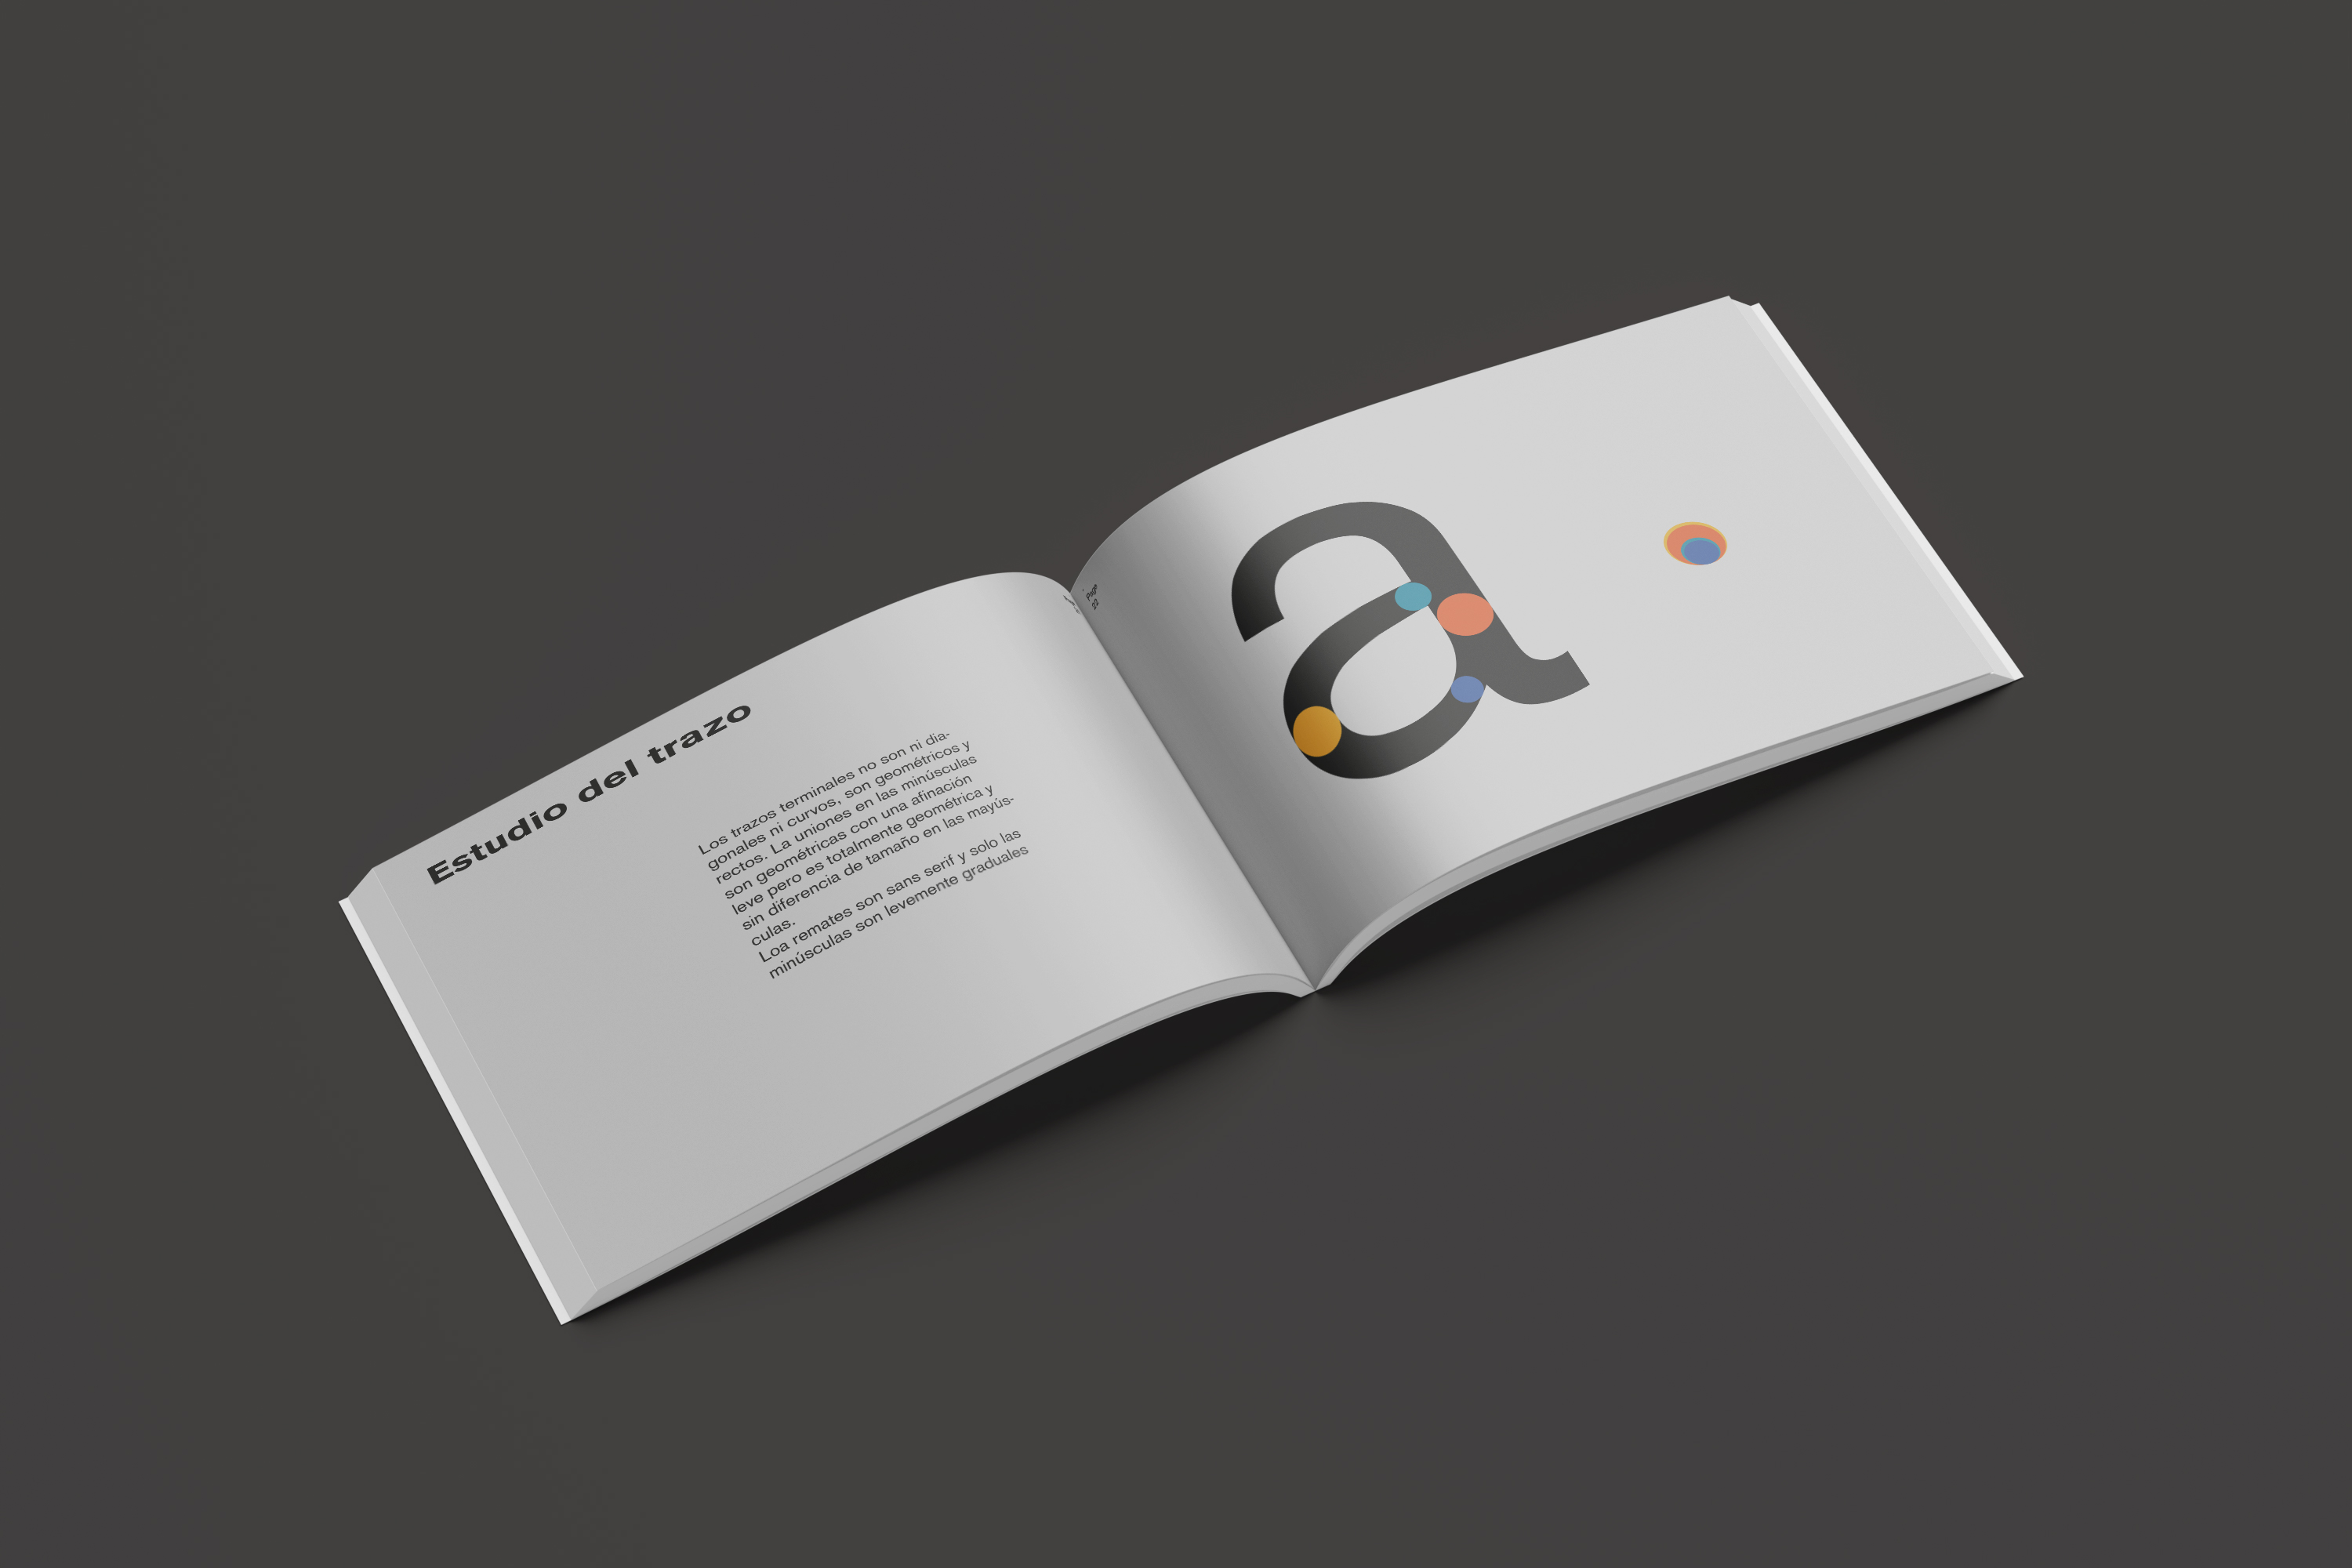 Estudio del trazo
Los trazos terminales no son ni dia-
gonales ni curvos, son geométricos y
rectos. La uniones en las minúsculas
son geométricas con una afinación
leve pero es totalmente geométrica y
sin diferencia de tamaño en las mayús-
culas.
Loa remates son sans serif y solo las
minúsculas son levemente graduales
Page
a